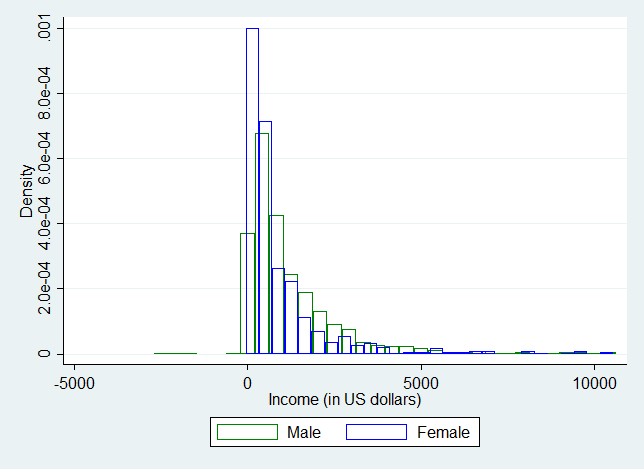 .001
8.0e-04
6.0e-04
4.0e-04
2.0e-04
0
Density
-5000 0 5000 10000
Income (in US dollars)
Male Female